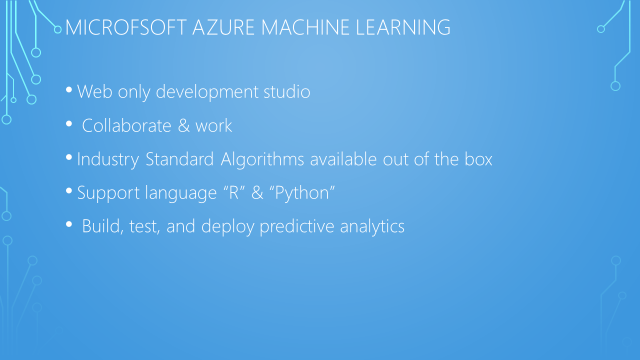 MICROFSOFT AZURE MACHINE LEARNING
• Web only development studio
• Collaborate & work
• Industry Standard Algorithms available out of the box
• Support language “R” & “Python”
• Build, test, and deploy predictive analytics